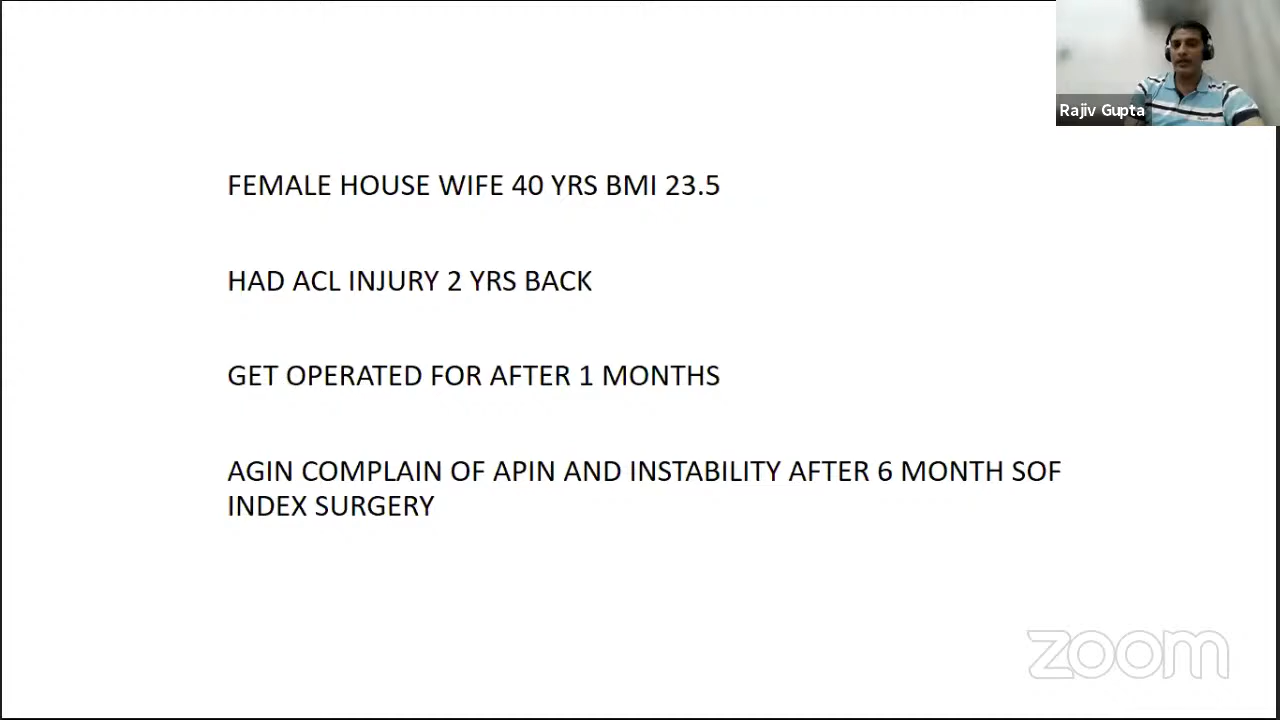 Rajiv Gupta
FEMALE HOUSE WIFE 40 YRS BMI 23.5
HAD ACL INJURY 2 YRS BACK
GET OPERATED FOR AFTER 1 MONTHS
AGIN COMPLAIN OF APIN AND INSTABILITY AFTER 6 MONTH SOF
INDEX SURGERY
zoom